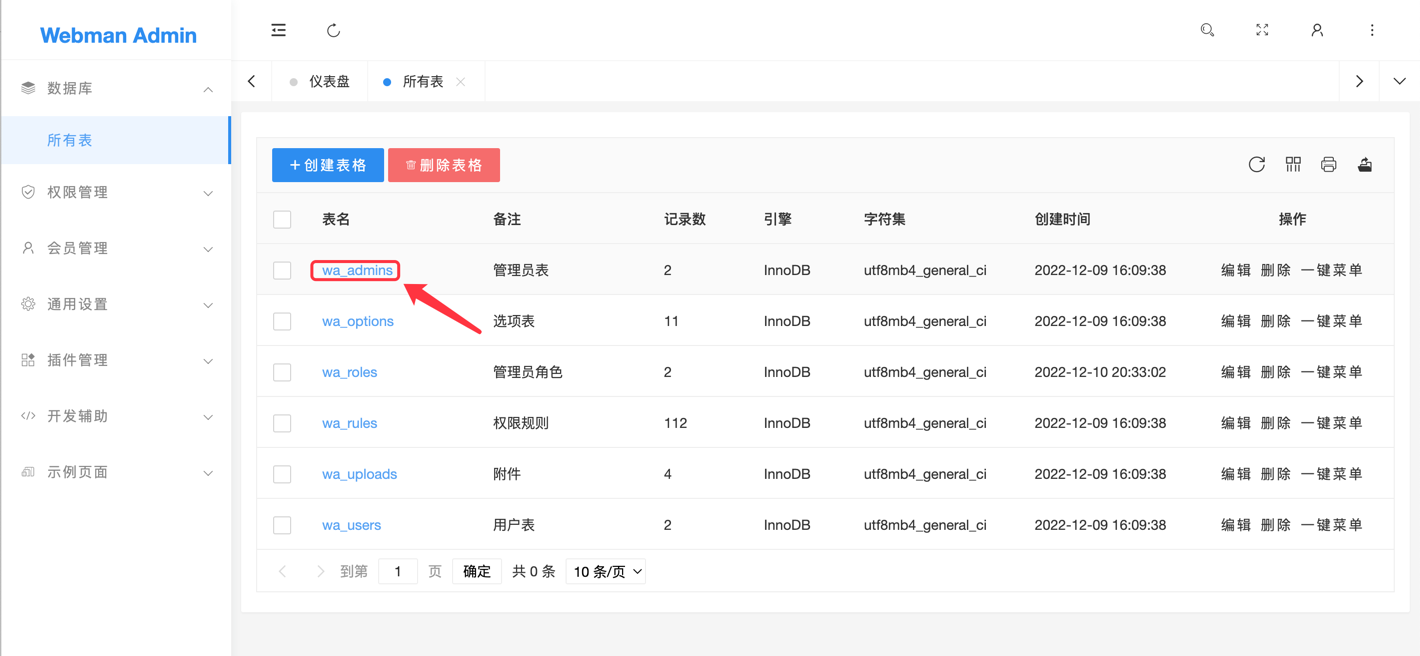 Webman Admin
数据库
所有表
权限管理
会员管理
通用设置
插件管理
开发辅助
示例页面
仪表盘 所有表
创建表格 删除表格
表名 备注 记录数 引擎 字符集 创建时间 操作
wa_admins 管理员表 2 InnoDB utf8mb4_general_ci 2022-12-09 16:09:38 编辑 删除 一键菜单
wa_options 选项表 11 InnoDB utf8mb4_general_ci 2022-12-09 16:09:38 编辑 删除 一键菜单
wa_roles 管理员角色 2 InnoDB utf8mb4_general_ci 2022-12-10 20:33:02 编辑 删除 一键菜单
wa_rules 权限规则 112 InnoDB utf8mb4_general_ci 2022-12-09 16:09:38 编辑 删除 一键菜单
wa_uploads 附件 4 InnoDB utf8mb4_general_ci 2022-12-09 16:09:38 编辑 删除 一键菜单
wa_users 用户表 2 InnoDB utf8mb4_general_ci 2022-12-09 16:09:38 编辑 删除 一键菜单
到第 1 页 确定 共 0 条 10 条/页